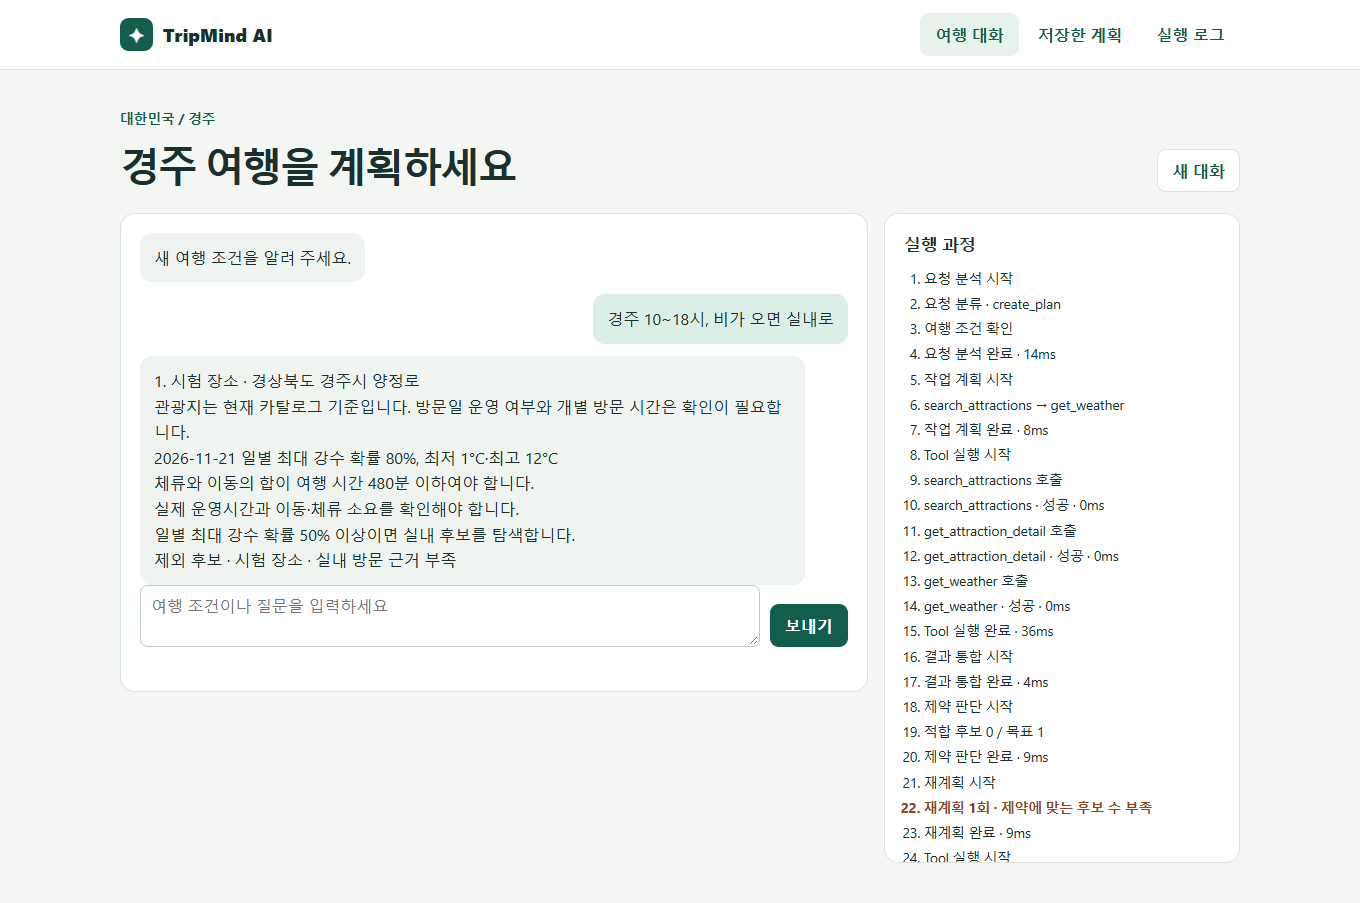 TripMind AI
여행 대화
저장한 계획
실행 로그
대한민국 / 경주
경주 여행을 계획하세요
새 대화
새 여행 조건을 알려 주세요.
경주 10~18시, 비가 오면 실내로
1. 시험 장소 · 경상북도 경주시 양정로
관광지는 현재 카탈로그 기준입니다. 방문일 운영 여부와 개별 방문 시간은 확인이 필요합
니다.
2026-11-21 일별 최대 강수 확률 80%, 최저 1°C·최고 12°C
체류와 이동의 합이 여행 시간 480분 이하여야 합니다.
실제 운영시간과 이동·체류 소요를 확인해야 합니다.
일별 최대 강수 확률 50% 이상이면 실내 후보를 탐색합니다.
제외 후보 · 시험 장소 · 실내 방문 근거 부족
여행 조건이나 질문을 입력하세요
보내기
실행 과정
1. 요청 분석 시작
2. 요청 분류 · create_plan
3. 여행 조건 확인
4. 요청 분석 완료 · 14ms
5. 작업 계획 시작
6. search_attractions → get_weather
7. 작업 계획 완료 · 8ms
8. Tool 실행 시작
9. search_attractions 호출
10. search_attractions · 성공 · 0ms
11. get_attraction_detail 호출
12. get_attraction_detail · 성공 · 0ms
13. get_weather 호출
14. get_weather · 성공 · 0ms
15. Tool 실행 완료 · 36ms
16. 결과 통합 시작
17. 결과 통합 완료 · 4ms
18. 제약 판단 시작
19. 적합 후보 0 / 목표 1
20. 제약 판단 완료 · 9ms
21. 재계획 시작
22. 재계획 1회 · 제약에 맞는 후보 수 부족
23. 재계획 완료 · 9ms
24. Tool 실행 시작